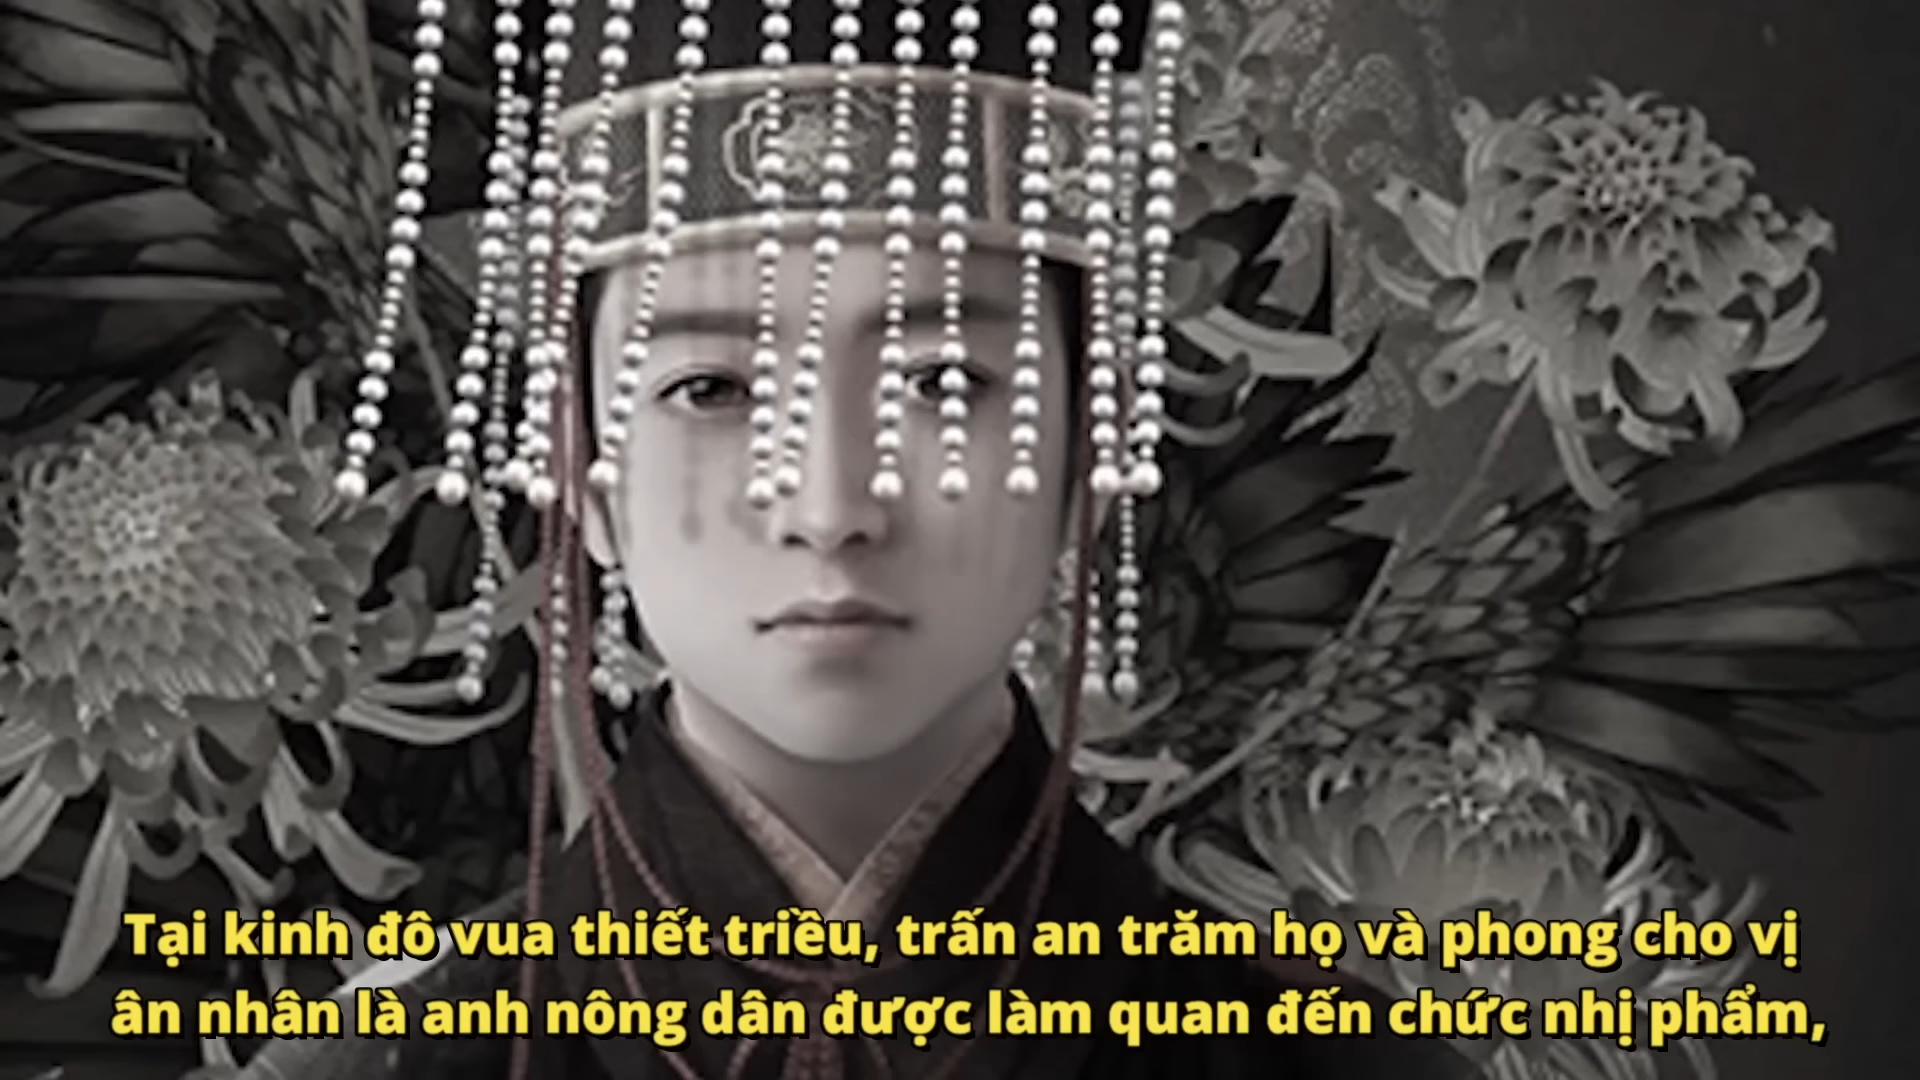 Tại kinh đô vua thiết triều, trấn an trăm họ và phong cho vị
ân nhân là anh nông dân được làm quan đến chức nhị phẩm,